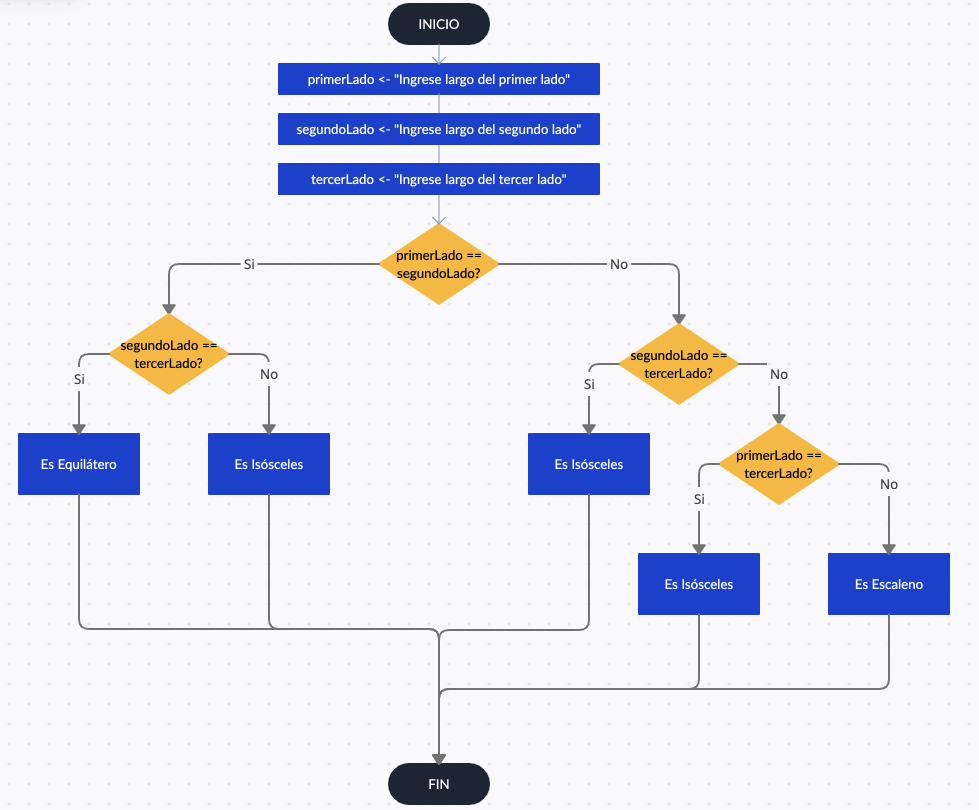 INICIO
primerLado <- "Ingrese largo del primer lado"
segundoLado <- "Ingrese largo del segundo lado"
tercerLado <- "Ingrese largo del tercer lado"
primerLado ==
segundoLado?
Si
No
segundoLado ==
tercerLado?
Si
No
segundoLado ==
tercerLado?
Si
No
Es Equilátero
Es Isósceles
Es Isósceles
primerLado ==
tercerLado?
Si
No
Es Isósceles
Es Escaleno
FIN